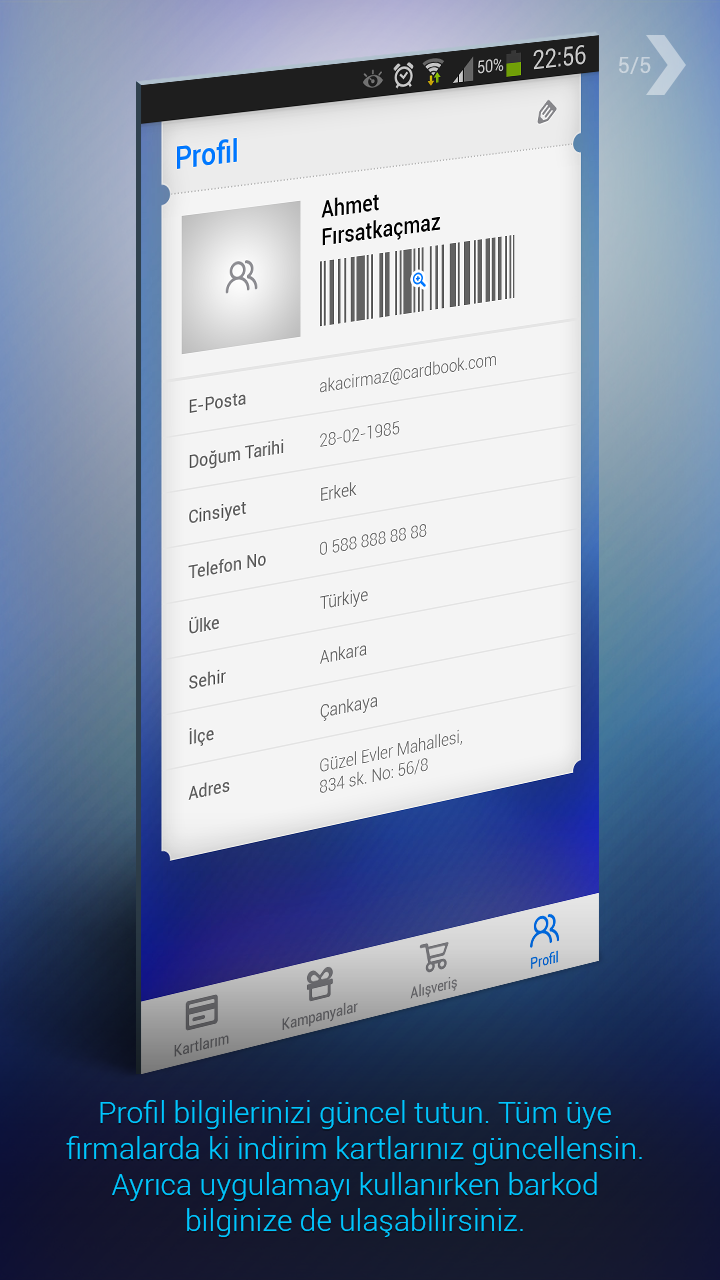 50% 22:56
5/5
Profil
Ahmet
Fırsatkaçmaz
E-Posta akacirmaz@cardbook.com
Doğum Tarihi 28-02-1985
Cinsiyet Erkek
Telefon No 0 588 888 88 88
Ülke Türkiye
Sehir Ankara
İlçe Çankaya
Adres Güzel Evler Mahallesi,
834 sk. No: 56/8
Kartlarım Kampanyalar Alışveriş Profil
Profil bilgilerinizi güncel tutun. Tüm üye
firmalarda ki indirim kartlarınız güncellensin.
Ayrıca uygulamayı kullanırken barkod
bilginize de ulaşabilirsiniz.